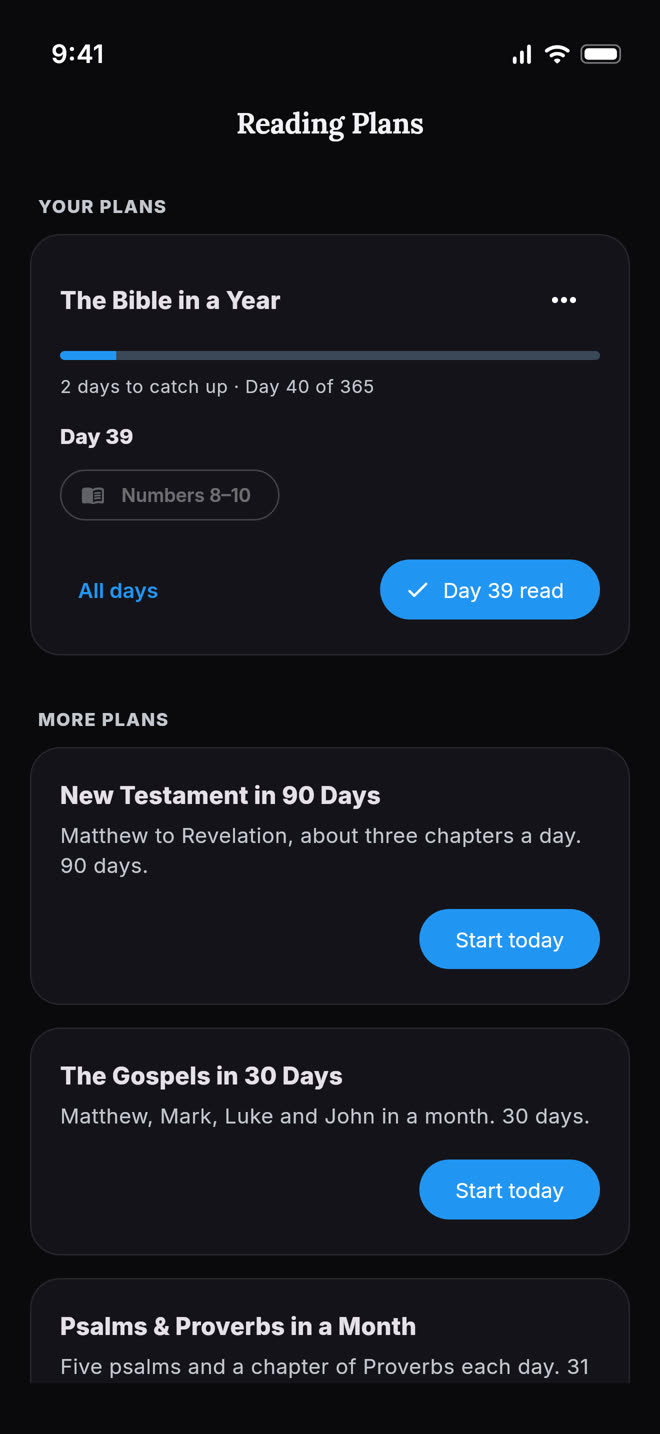 9:41
Reading Plans
YOUR PLANS
The Bible in a Year
2 days to catch up · Day 40 of 365
Day 39
Numbers 8–10
All days
Day 39 read
MORE PLANS
New Testament in 90 Days
Matthew to Revelation, about three chapters a day.
90 days.
Start today
The Gospels in 30 Days
Matthew, Mark, Luke and John in a month. 30 days.
Start today
Psalms & Proverbs in a Month
Five psalms and a chapter of Proverbs each day. 31